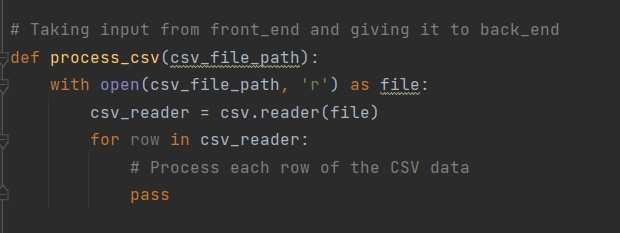 # Taking input from front_end and giving it to back_end
def process_csv(csv_file_path):
    with open(csv_file_path, 'r') as file:
        csv_reader = csv.reader(file)
        for row in csv_reader:
            # Process each row of the CSV data
            pass